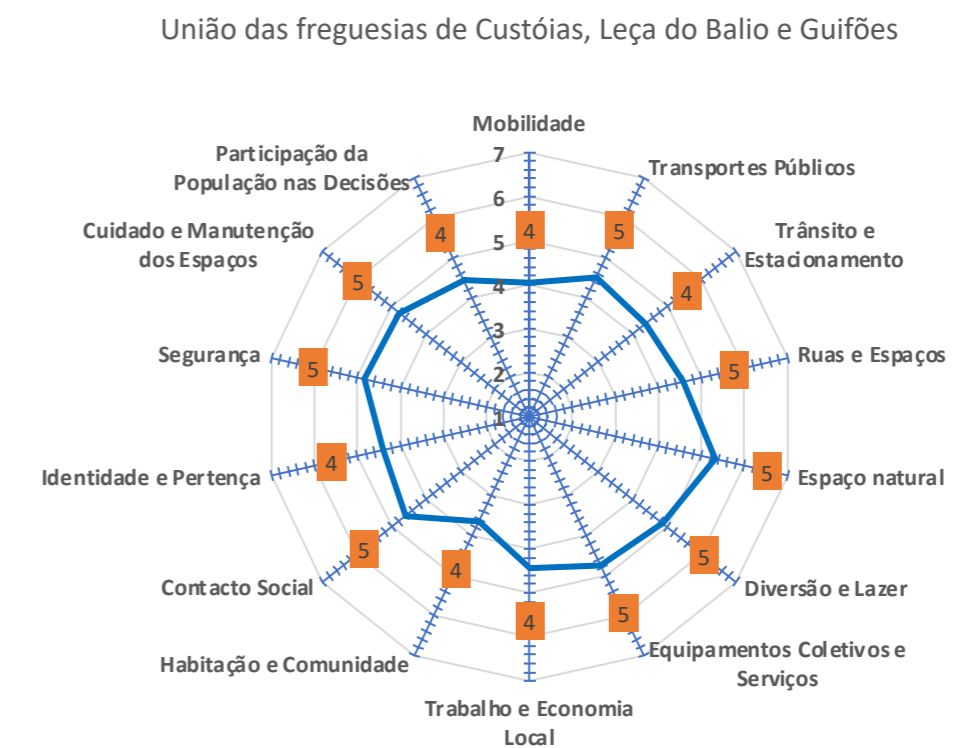 União das freguesias de Custóias, Leça do Balio e Guifões
Mobilidade
Transportes Públicos
Trânsito e
Estacionamento
Ruas e Espaços
Espaço natural
Diversão e Lazer
Equipamentos Coletivos e
Serviços
Trabalho e Economia
Local
Habitação e Comunidade
Contacto Social
Identidade e Pertença
Segurança
Cuidado e Manutenção
dos Espaços
Participação da
População nas Decisões
7
6
5
4
3
2
1
4
5
4
5
5
5
5
4
4
5
4
5
5
4